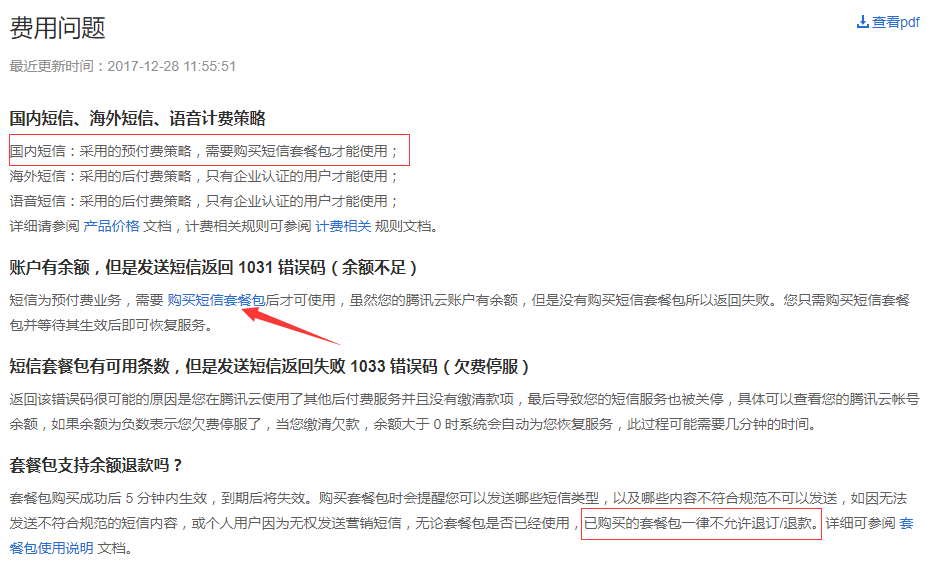 费用问题
查看pdf
最近更新时间：2017-12-28 11:55:51
国内短信、海外短信、语音计费策略
国内短信：采用的预付费策略，需要购买短信套餐包才能使用；
海外短信：采用的后付费策略，只有企业认证的用户才能使用；
语音短信：采用的后付费策略，只有企业认证的用户才能使用；
详细请参阅 产品价格 文档，计费相关规则可参阅 计费相关 规则文档。
账户有余额，但是发送短信返回 1031 错误码（余额不足）
短信为预付费业务，需要 购买短信套餐包后才可使用，虽然您的腾讯云账户有余额，但是没有购买短信套餐包所以返回失败。您只需购买短信套餐
包并等待其生效后即可恢复服务。
短信套餐包有可用条数，但是发送短信返回失败 1033 错误码（欠费停服）
返回该错误码很可能的原因是您在腾讯云使用了其他后付费服务并且没有缴清款项，最后导致您的短信服务也被关停，具体可以查看您的腾讯云帐号
余额，如果余额为负数表示您欠费停服了，当您缴清欠款，余额大于 0 时系统会自动为您恢复服务，此过程可能需要几分钟的时间。
套餐包支持余额退款吗？
套餐包购买成功后 5 分钟内生效，到期后将失效。购买套餐包时会提醒您可以发送哪些短信类型，以及哪些内容不符合规范不可以发送，如因无法
发送不符合规范的短信内容，或个人用户因为无权发送营销短信，无论套餐包是否已经使用，已购买的套餐包一律不允许退订/退款。详细可参阅 套
餐包使用说明 文档。